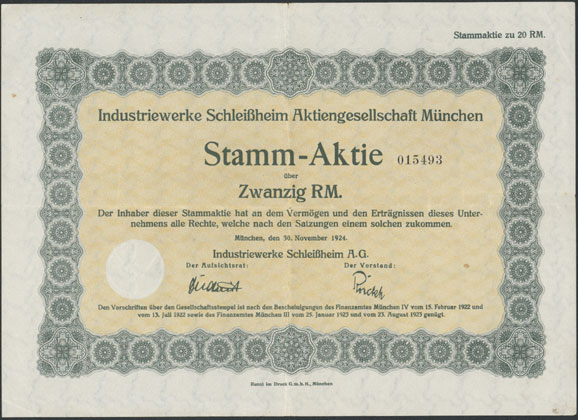 Stammaktie zu 20 RM.
Industriewerke Schleißheim Aktiengesellschaft München
Stamm-Aktie 015493
über
Zwanzig RM.
Der Inhaber dieser Stammaktie hat an dem Vermögen und den Erträgnissen dieses Unter-
nehmens alle Rechte, welche nach den Satzungen einem solchen zukommen.
München, den 30. November 1924.
Industriewerke Schleißheim A.G.
Der Aufsichtsrat: Der Vorstand:
Den Vorschriften über den Gesellschaftsstempel ist nach den Bescheinigungen des Finanzamtes München IV vom 15. Februar 1922 und
vom 13. Juli 1922 sowie des Finanzamtes München III vom 25. Januar 1923 und vom 23. August 1923 genügt.
Kunst im Druck G.m.b.H., München